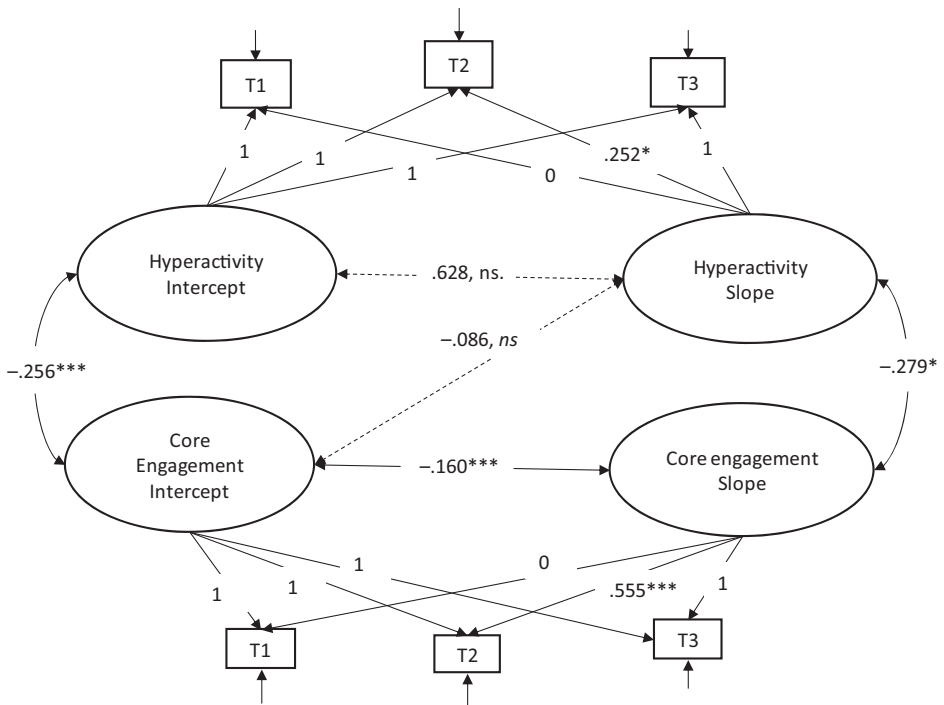 T1
T2
T3
1
1
1
0
.252*
1
Hyperactivity
Intercept
.628, ns.
Hyperactivity
Slope
–.086, ns
–.256***
–.279*
Core
Engagement
Intercept
–.160***
Core engagement
Slope
1
1
1
0
.555***
1
T1
T2
T3